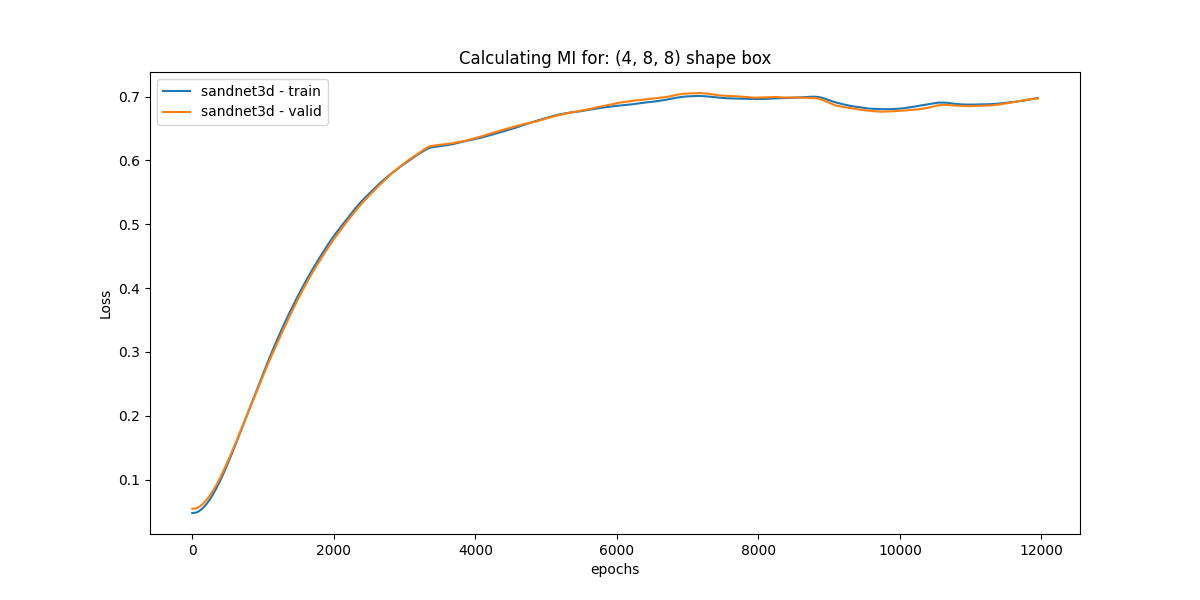 Calculating MI for: (4, 8, 8) shape box
sandnet3d - train
sandnet3d - valid
Loss
0.7
0.6
0.5
0.4
0.3
0.2
0.1
0 2000 4000 6000 8000 10000 12000
epochs